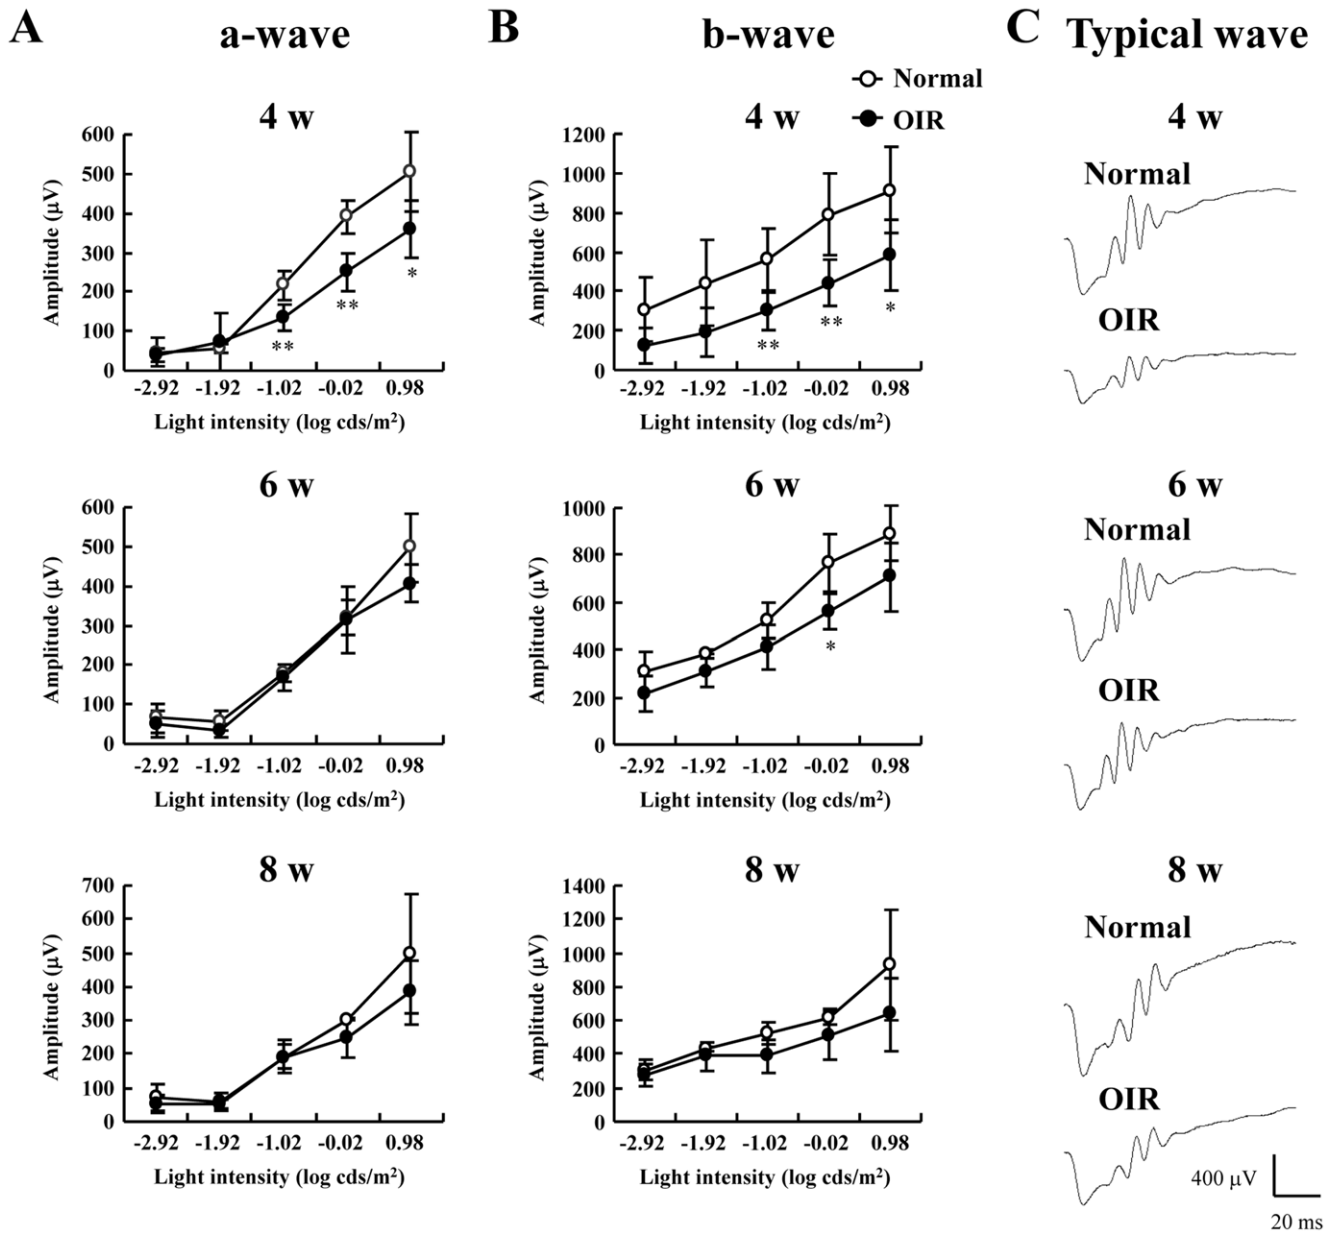 A a-wave B b-wave C Typical wave
Normal
OIR
4 w
600
500
400
300
200
100
0
Amplitude (μV)
** ** *
-2.92 -1.92 -1.02 -0.02 0.98
Light intensity (log cds/m²)
4 w
1200
1000
800
600
400
200
0
Amplitude (μV)
** ** *
-2.92 -1.92 -1.02 -0.02 0.98
Light intensity (log cds/m²)
4 w
Normal
OIR
6 w
600
500
400
300
200
100
0
Amplitude (μV)
-2.92 -1.92 -1.02 -0.02 0.98
Light intensity (log cds/m²)
6 w
1000
800
600
400
200
0
Amplitude (μV)
*
-2.92 -1.92 -1.02 -0.02 0.98
Light intensity (log cds/m²)
6 w
Normal
OIR
8 w
700
600
500
400
300
200
100
0
Amplitude (μV)
-2.92 -1.92 -1.02 -0.02 0.98
Light intensity (log cds/m²)
8 w
1400
1200
1000
800
600
400
200
0
Amplitude (μV)
-2.92 -1.92 -1.02 -0.02 0.98
Light intensity (log cds/m²)
8 w
Normal
OIR
400 μV
20 ms